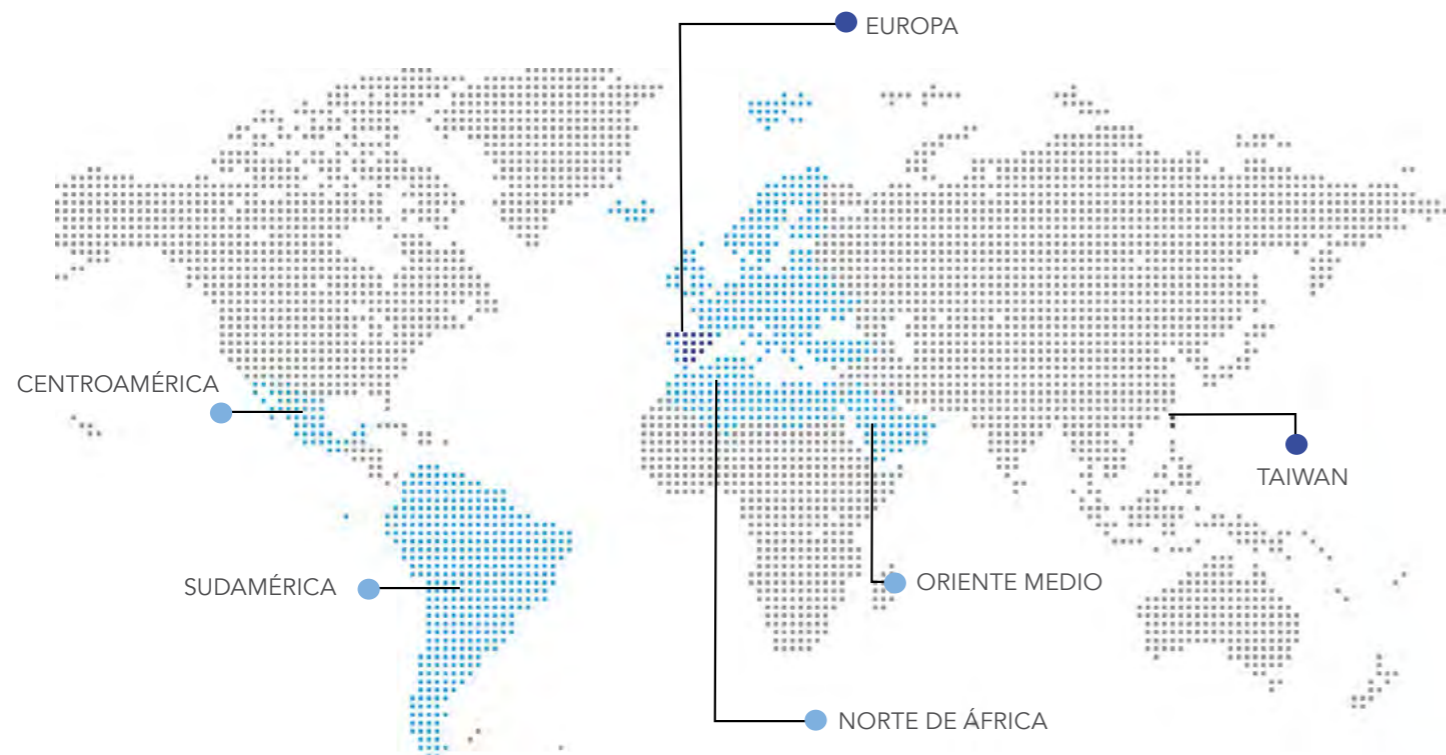 EUROPA
CENTROAMÉRICA
TAIWAN
SUDAMÉRICA
ORIENTE MEDIO
NORTE DE ÁFRICA